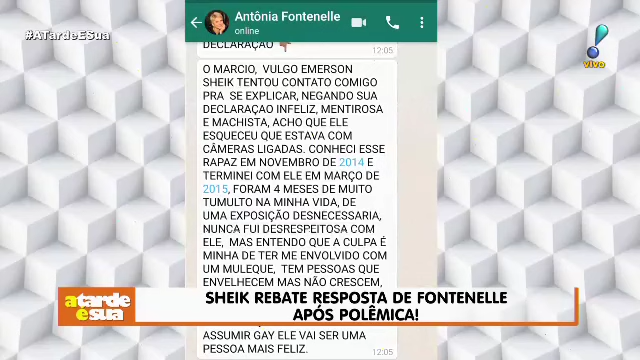 #ATardeÉSua
Antônia Fontenelle
online
DECLARAÇÃO
12:05
vivo
O MARCIO, VULGO EMERSON
SHEIK TENTOU CONTATO COMIGO
PRA SE EXPLICAR, NEGANDO SUA
DECLARAÇAO INFELIZ, MENTIROSA
E MACHISTA, ACHO QUE ELE
ESQUECEU QUE ESTAVA COM
CÂMERAS LIGADAS. CONHECI ESSE
RAPAZ EM NOVEMBRO DE 2014 E
TERMINEI COM ELE EM MARÇO DE
2015, FORAM 4 MESES DE MUITO
TUMULTO NA MINHA VIDA, DE
UMA EXPOSIÇÃO DESNECESSARIA,
NUNCA FUI DESRESPEITOSA COM
ELE, MAS ENTENDO QUE A CULPA É
MINHA DE TER ME ENVOLVIDO COM
UM MULEQUE, TEM PESSOAS QUE
ENVELHECEM MAS NÃO CRESCEM,
a tarde é sua
SHEIK REBATE RESPOSTA DE FONTENELLE
APÓS POLÊMICA!
ASSUMIR GAY ELE VAI SER UMA
PESSOA MAIS FELIZ.
12:05